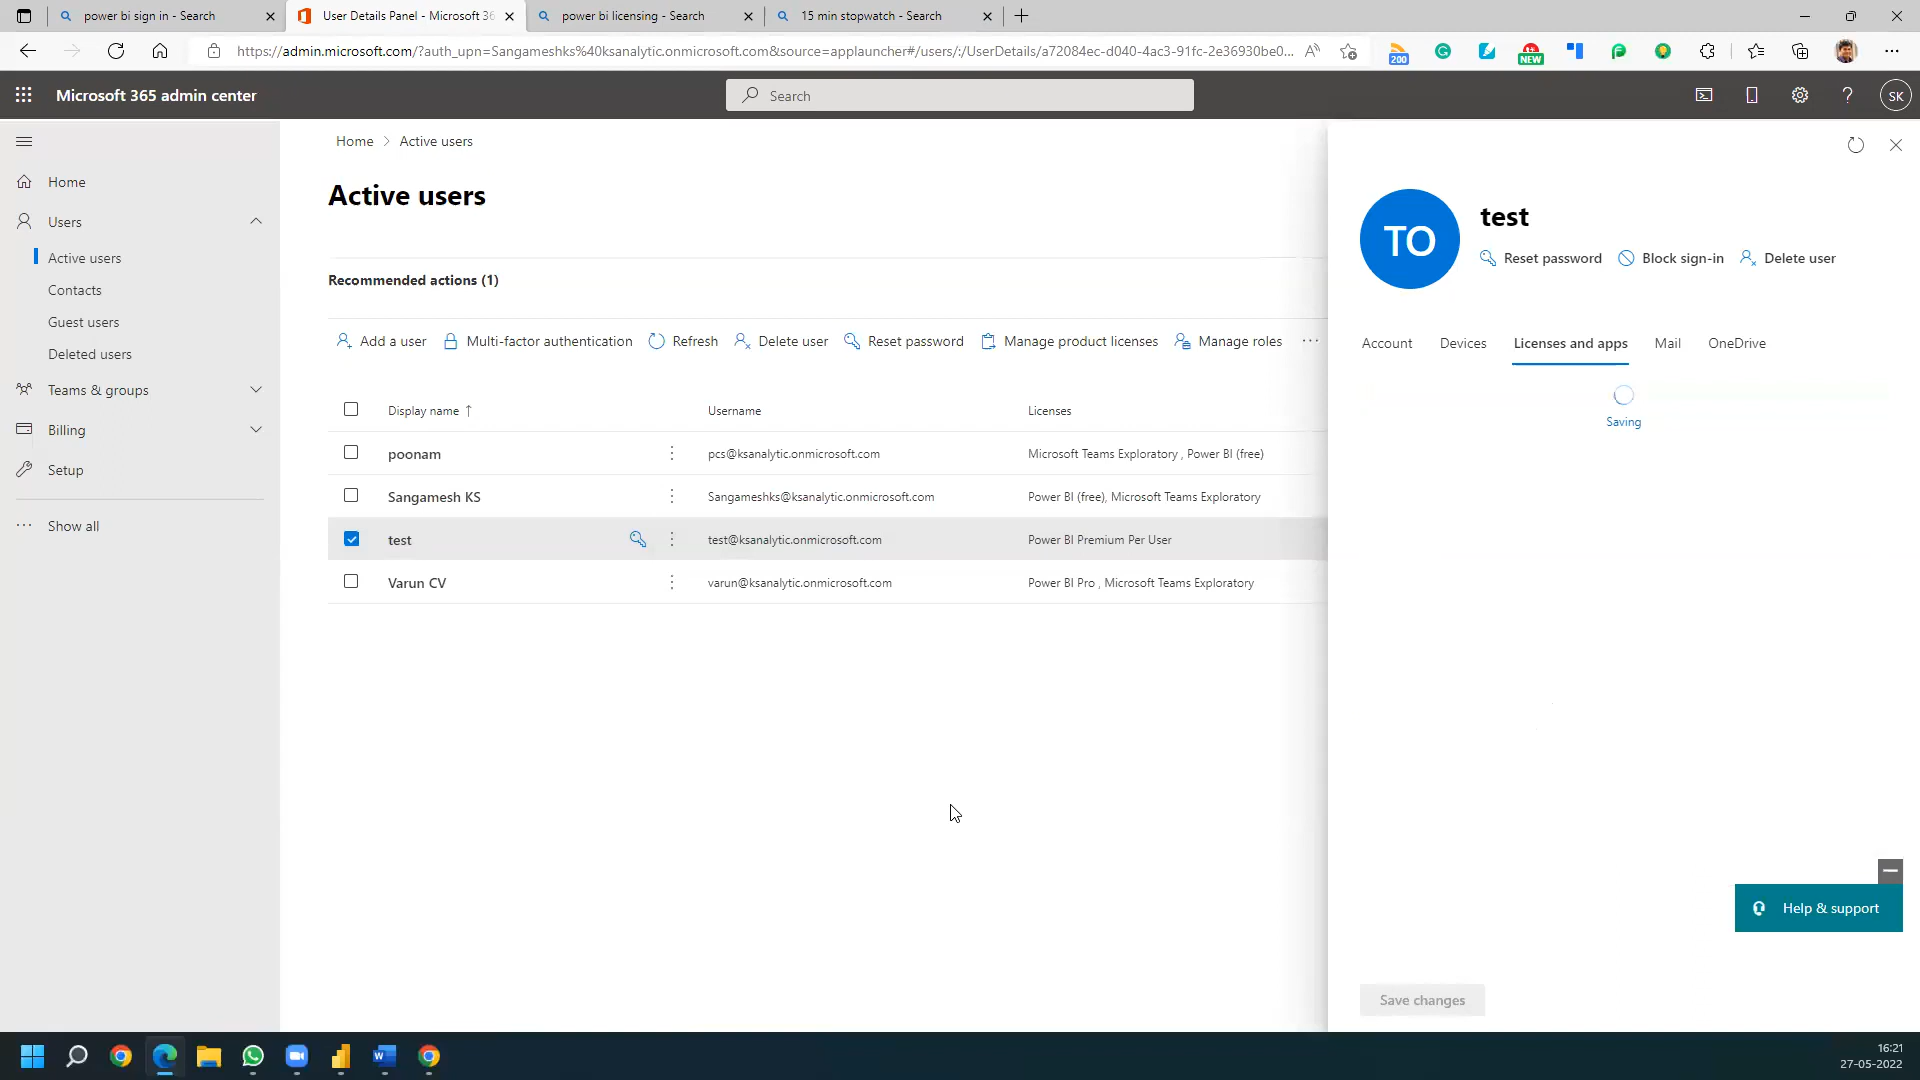 power bi sign in - Search
User Details Panel - Microsoft 36
power bi licensing - Search
15 min stopwatch - Search
https://admin.microsoft.com/?auth_upn=Sangameshks%40ksanalytic.onmicrosoft.com&source=applauncher#/users/:/UserDetails/a72084ec-d040-4ac3-91fc-2e36930be0...
200
NEW
Microsoft 365 admin center
Search
SK
Home
Users
Active users
Contacts
Guest users
Deleted users
Teams & groups
Billing
Setup
Show all
Home > Active users
Active users
Recommended actions (1)
Add a user Multi-factor authentication Refresh Delete user Reset password Manage product licenses Manage roles
Display name ↑ Username Licenses
poonam pcs@ksanalytic.onmicrosoft.com Microsoft Teams Exploratory , Power BI (free)
Sangamesh KS Sangameshks@ksanalytic.onmicrosoft.com Power BI (free), Microsoft Teams Exploratory
test test@ksanalytic.onmicrosoft.com Power BI Premium Per User
Varun CV varun@ksanalytic.onmicrosoft.com Power BI Pro , Microsoft Teams Exploratory
TO
test
Reset password Block sign-in Delete user
Account Devices Licenses and apps Mail OneDrive
Saving
Help & support
Save changes
16:21
27-05-2022